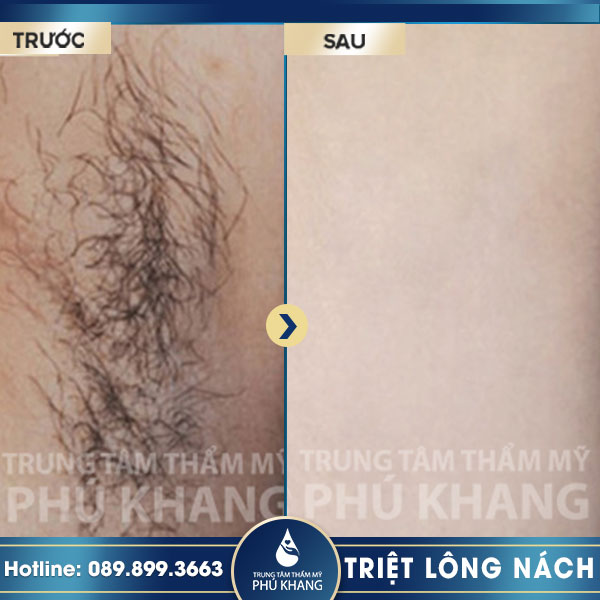 TRƯỚC
SAU
TRUNG TÂM THẨM MỸ
PHÚ KHANG
TRUNG TÂM THẨM MỸ
PHÚ KHANG
Hotline: 089.899.3663
TRUNG TÂM THẨM MỸ
PHÚ KHANG
TRIỆT LÔNG NÁCH